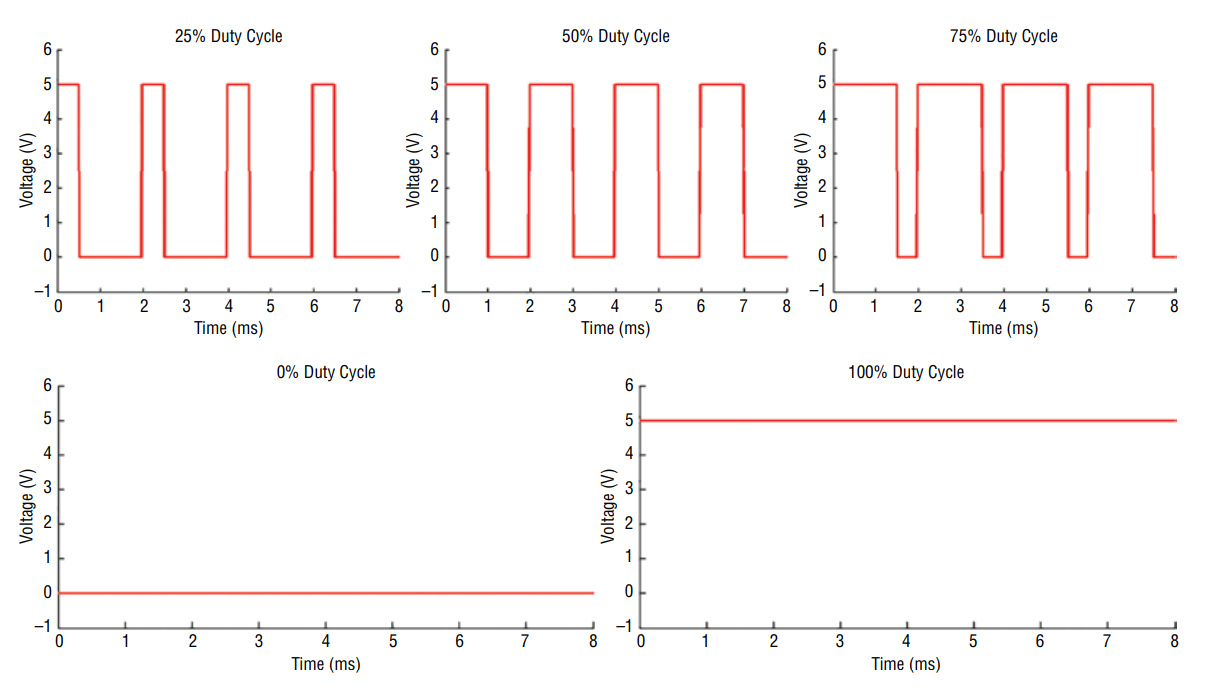 25% Duty Cycle
50% Duty Cycle
75% Duty Cycle
6
5
4
3
2
1
0
–1
Voltage (V)
0 1 2 3 4 5 6 7 8
Time (ms)
6
5
4
3
2
1
0
–1
Voltage (V)
0 1 2 3 4 5 6 7 8
Time (ms)
6
5
4
3
2
1
0
–1
Voltage (V)
0 1 2 3 4 5 6 7 8
Time (ms)
0% Duty Cycle
100% Duty Cycle
6
5
4
3
2
1
0
–1
Voltage (V)
0 1 2 3 4 5 6 7 8
Time (ms)
6
5
4
3
2
1
0
–1
Voltage (V)
0 1 2 3 4 5 6 7 8
Time (ms)